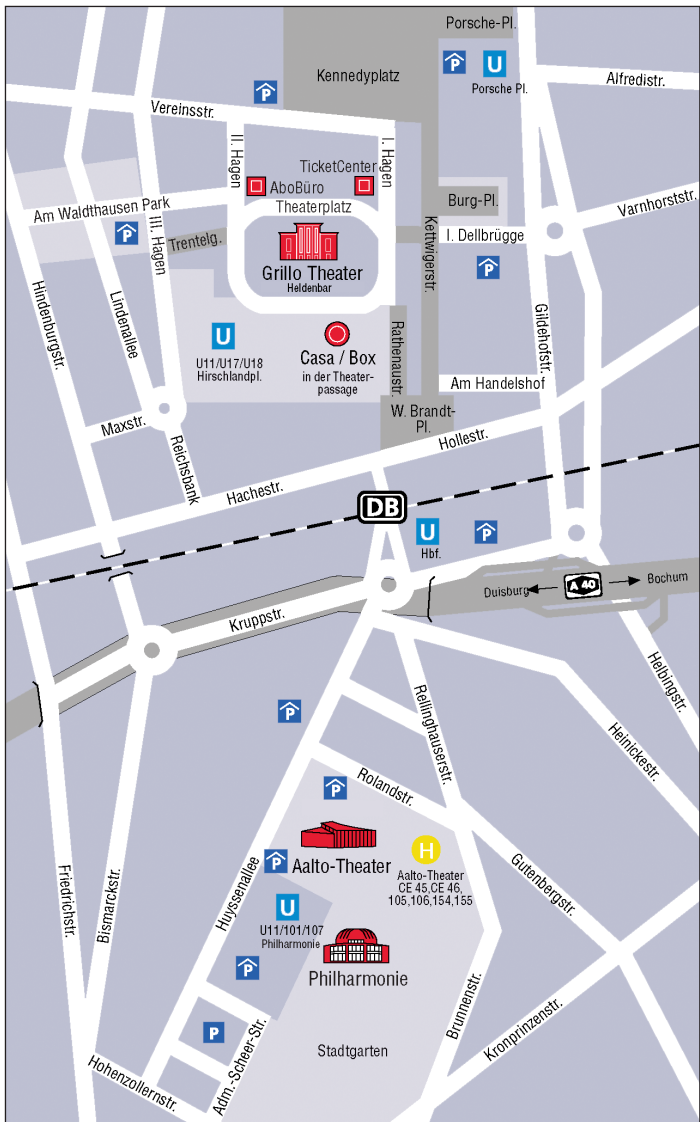 Porsche-Pl.
Kennedyplatz
P
P
U
Porsche Pl.
Alfredistr.
Vereinsstr.
II. Hagen
I. Hagen
TicketCenter
AboBüro
Theaterplatz
Burg-Pl.
Varnhorststr.
Am Waldthausen Park
P
III. Hagen
Trentelg.
Grillo Theater
Heldenbar
Kettwigerstr.
I. Dellbrügge
P
Hindenburgstr.
Lindenallee
Gildehofstr.
U
U11/U17/U18
Hirschlandpl.
Casa / Box
in der Theater-
passage
Rathenaustr.
Am Handelshof
W. Brandt-
Pl.
Maxstr.
Reichsbank
Hollestr.
Hachestr.
DB
U
Hbf.
P
Duisburg
A 40
Bochum
Kruppstr.
Helbingstr.
P
Rellinghauserstr.
Heinickestr.
P
Rolandstr.
Aalto-Theater
P
H
Aalto-Theater
CE 45,CE 46,
105,106,154,155
Gutenbergstr.
Friedrichstr.
Bismarckstr.
Huyssenallee
U
U11/101/107
Philharmonie
P
Philharmonie
Brunnenstr.
Kronprinzenstr.
P
Adm.-Scheer-Str.
Stadtgarten
Hohenzollernstr.